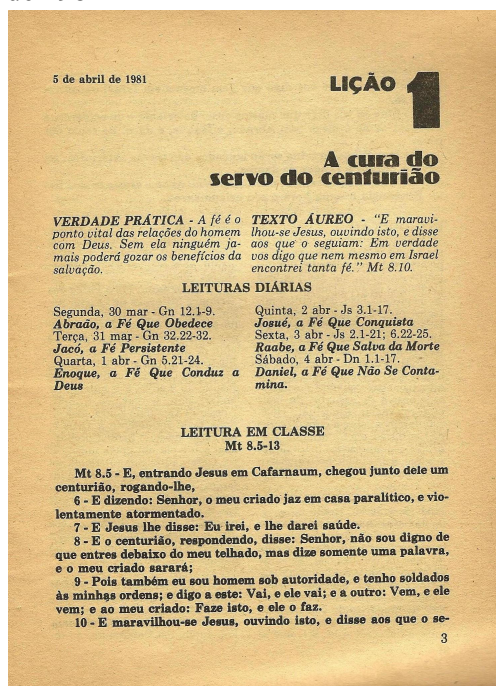 5 de abril de 1981
LIÇÃO 1
A cura do
servo do centurião
VERDADE PRÁTICA - A fé é o
ponto vital das relações do homem
com Deus. Sem ela ninguém ja-
mais poderá gozar os benefícios da
salvação.
TEXTO ÁUREO - "E maravi-
lhou-se Jesus, ouvindo isto, e disse
aos que o seguiam: Em verdade
vos digo que nem mesmo em Israel
encontrei tanta fé." Mt 8.10.
LEITURAS DIÁRIAS
Segunda, 30 mar - Gn 12.1-9.
Abraão, a Fé Que Obedece
Terça, 31 mar - Gn 32.22-32.
Jacó, a Fé Persistente
Quarta, 1 abr - Gn 5.21-24.
Enoque, a Fé Que Conduz a
Deus
Quinta, 2 abr - Js 3.1-17.
Josué, a Fé Que Conquista
Sexta, 3 abr - Js 2.1-21; 6.22-25.
Raabe, a Fé Que Salva da Morte
Sábado, 4 abr - Dn 1.1-17.
Daniel, a Fé Que Não Se Conta-
mina.
LEITURA EM CLASSE
Mt 8.5-13
Mt 8.5 - E, entrando Jesus em Cafarnaum, chegou junto dele um
centurião, rogando-lhe,
6 - E dizendo: Senhor, o meu criado jaz em casa paralítico, e vio-
lentamente atormentado.
7 - E Jesus lhe disse: Eu irei, e lhe darei saúde.
8 - E o centurião, respondendo, disse: Senhor, não sou digno de
que entres debaixo do meu telhado, mas dize somente uma palavra,
e o meu criado sarará;
9 - Pois também eu sou homem sob autoridade, e tenho soldados
às minhas ordens; e digo a este: Vai, e ele vai; e a outro: Vem, e ele
vem; e ao meu criado: Faze isto, e ele o faz.
10 - E maravilhou-se Jesus, ouvindo isto, e disse aos que o se-
3